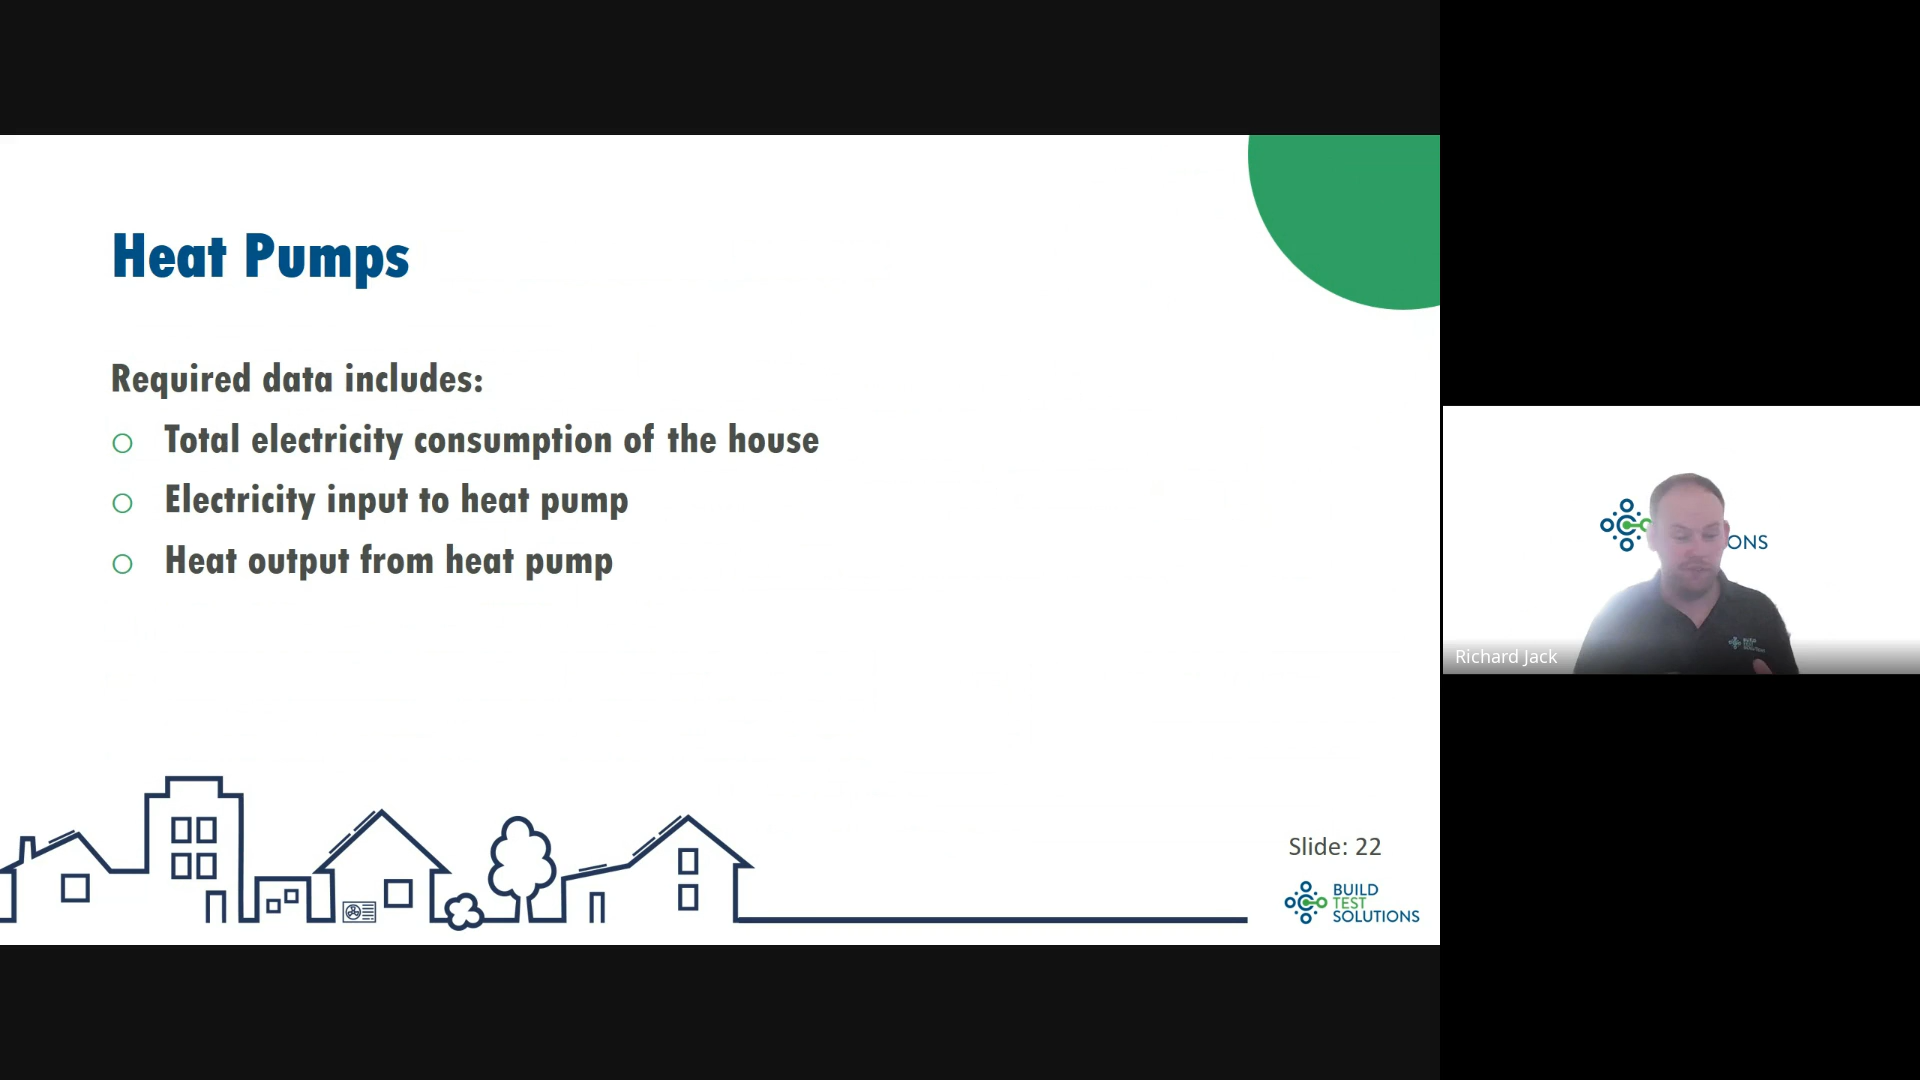 Heat Pumps
Required data includes:
Total electricity consumption of the house
Electricity input to heat pump
Heat output from heat pump
Slide: 22
BUILD
TEST
SOLUTIONS
ONS
Richard Jack